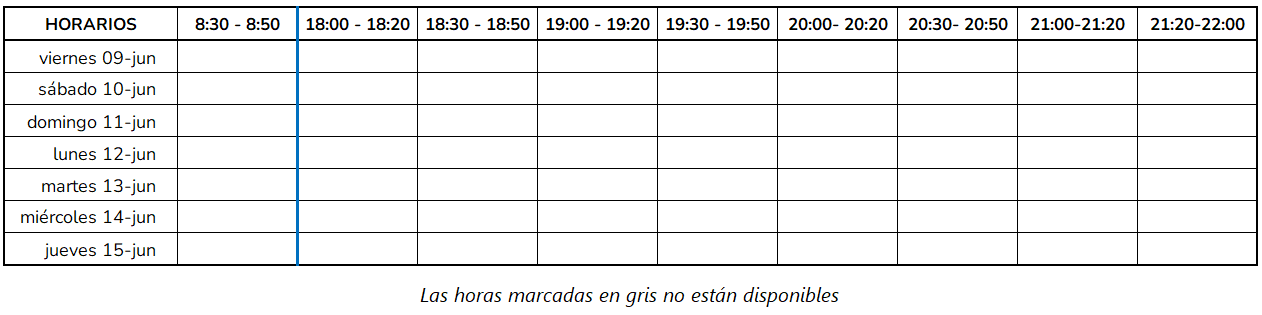 HORARIOS 8:30 - 8:50 18:00 - 18:20 18:30 - 18:50 19:00 - 19:20 19:30 - 19:50 20:00- 20:20 20:30- 20:50 21:00-21:20 21:20-22:00
viernes 09-jun
sábado 10-jun
domingo 11-jun
lunes 12-jun
martes 13-jun
miércoles 14-jun
jueves 15-jun
Las horas marcadas en gris no están disponibles